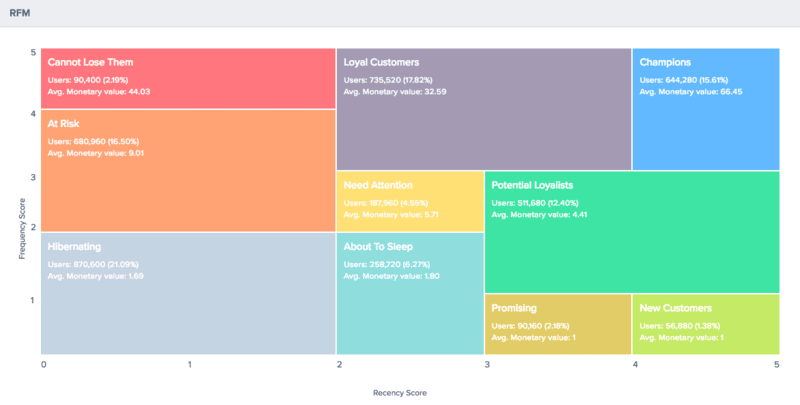 RFM
5
Cannot Lose Them
Users: 90,400 (2.19%)
Avg. Monetary value: 44.03
Loyal Customers
Users: 735,520 (17.82%)
Avg. Monetary value: 32.59
Champions
Users: 644,280 (15.61%)
Avg. Monetary value: 66.45
4
At Risk
Users: 680,960 (16.50%)
Avg. Monetary value: 9.01
3
Need Attention
Users: 187,960 (4.55%)
Avg. Monetary value: 5.71
Potential Loyalists
Users: 511,680 (12.40%)
Avg. Monetary value: 4.41
2
Frequency Score
Hibernating
Users: 870,600 (21.09%)
Avg. Monetary value: 1.69
About To Sleep
Users: 258,720 (6.27%)
Avg. Monetary value: 1.80
1
Promising
Users: 90,160 (2.18%)
Avg. Monetary value: 1
New Customers
Users: 56,880 (1.38%)
Avg. Monetary value: 1
0 1 2 3 4 5
Recency Score